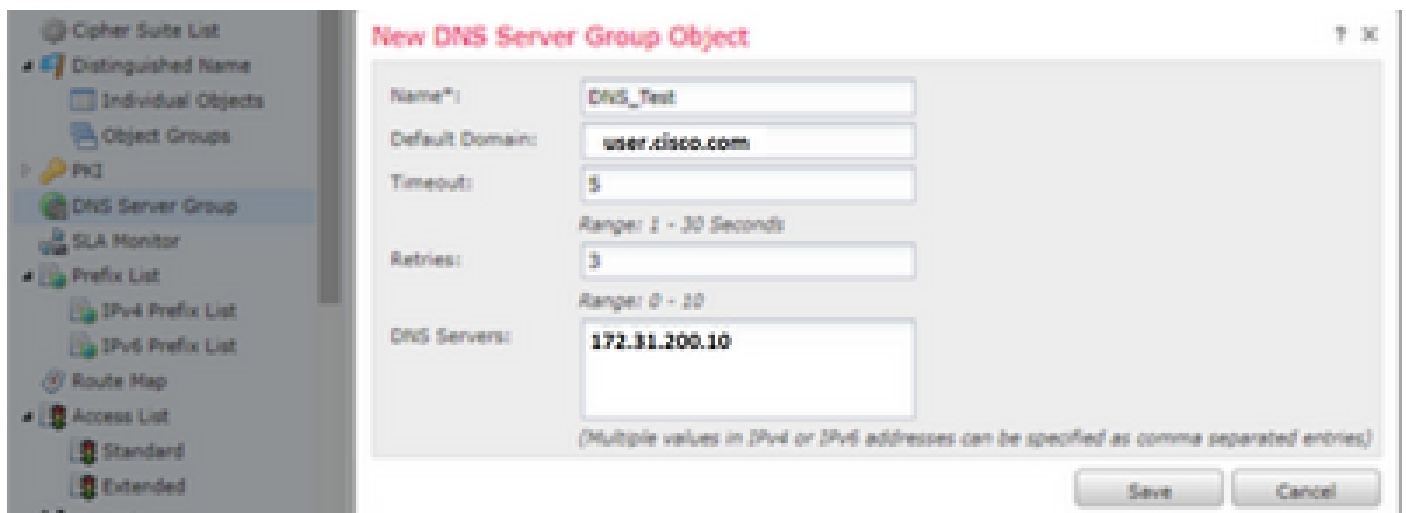 Cipher Suite List
Distinguished Name
Individual Objects
Object Groups
PKI
DNS Server Group
SLA Monitor
Prefix List
IPv4 Prefix List
IPv6 Prefix List
Route Map
Access List
Standard
Extended
New DNS Server Group Object
? X
Name*: DNS_Test
Default Domain: user.cisco.com
Timeout: 5
Range: 1 - 30 Seconds
Retries: 3
Range: 0 - 10
DNS Servers: 172.31.200.10
(Multiple values in IPv4 or IPv6 addresses can be specified as comma separated entries)
Save Cancel